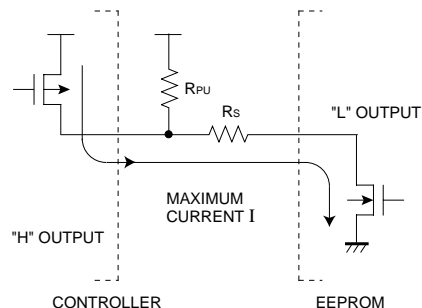 RPU
RS
"L" OUTPUT
MAXIMUM
CURRENT I
"H" OUTPUT
CONTROLLER
EEPROM